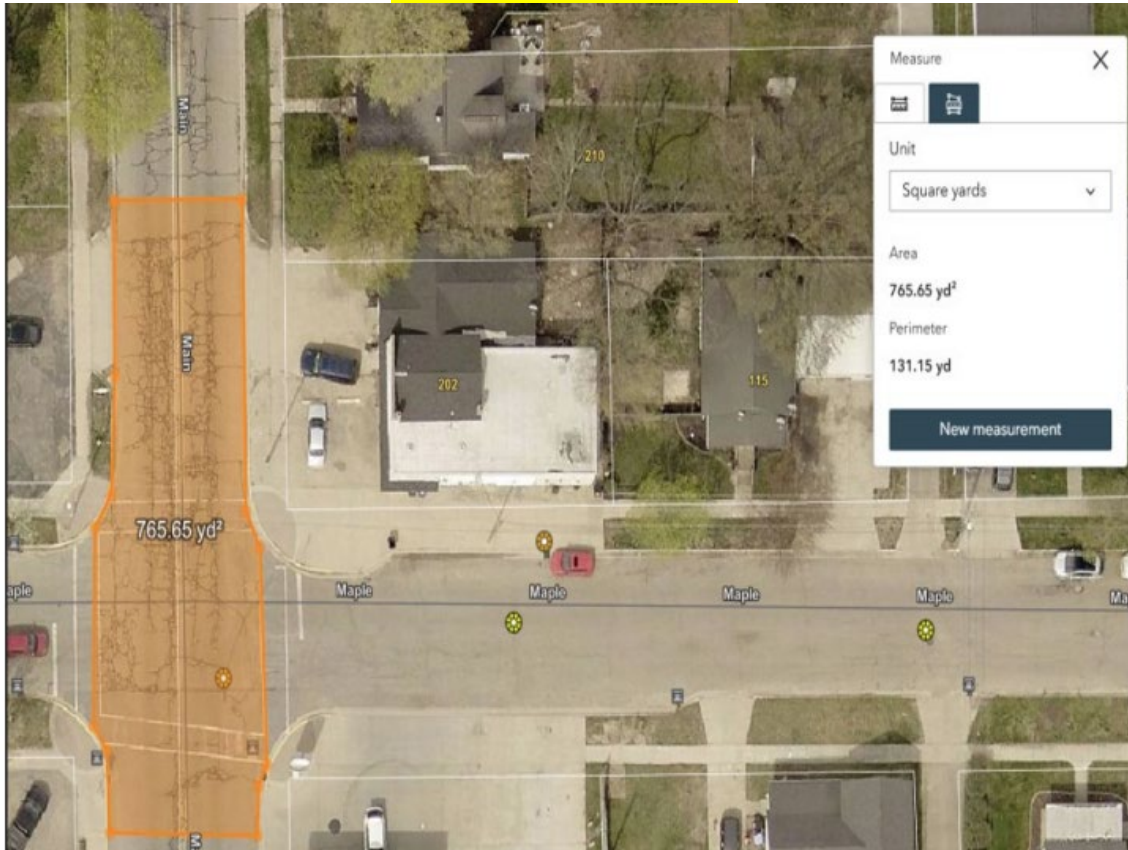 Measure
Unit
Square yards
Area
765.65 yd²
Perimeter
131.15 yd
New measurement
Main
210
Main
202
115
765.65 yd²
aple
Maple
Maple
Maple
Maple
Ma
M